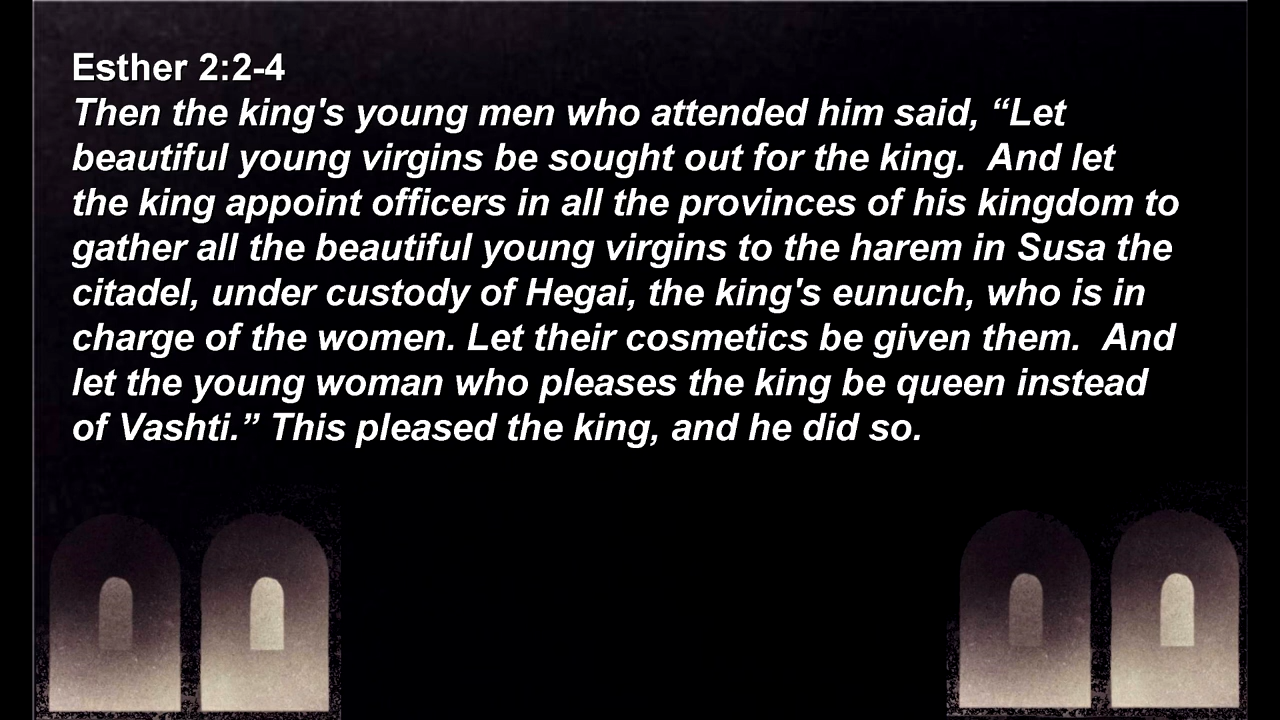 Esther 2:2-4
Then the king's young men who attended him said, “Let
beautiful young virgins be sought out for the king.  And let
the king appoint officers in all the provinces of his kingdom to
gather all the beautiful young virgins to the harem in Susa the
citadel, under custody of Hegai, the king's eunuch, who is in
charge of the women. Let their cosmetics be given them.  And
let the young woman who pleases the king be queen instead
of Vashti.” This pleased the king, and he did so.